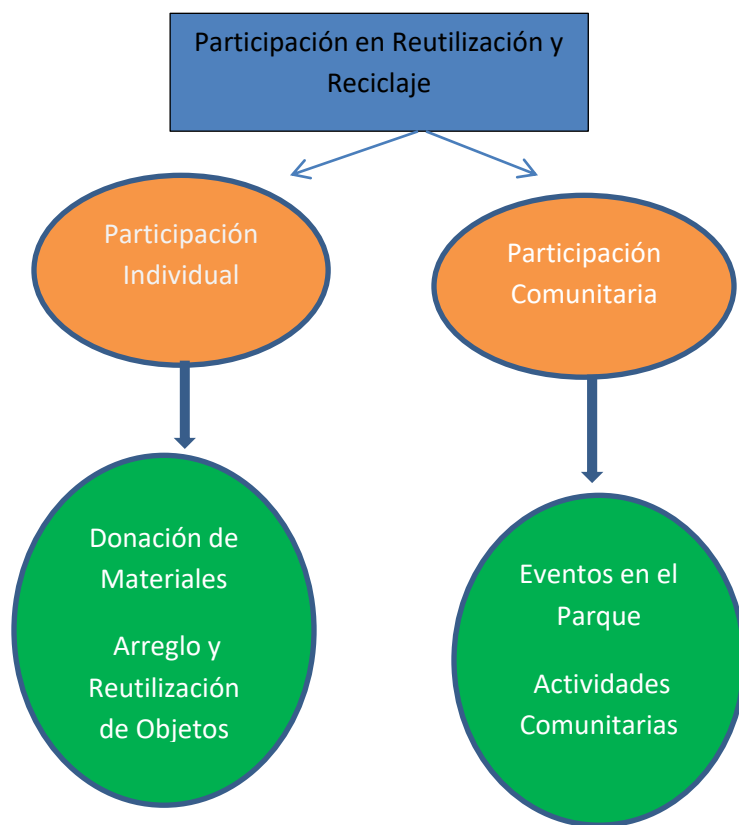 Participación en Reutilización y
Reciclaje
Participación
Individual
Participación
Comunitaria
Donación de
Materiales
Arreglo y
Reutilización
de Objetos
Eventos en el
Parque
Actividades
Comunitarias